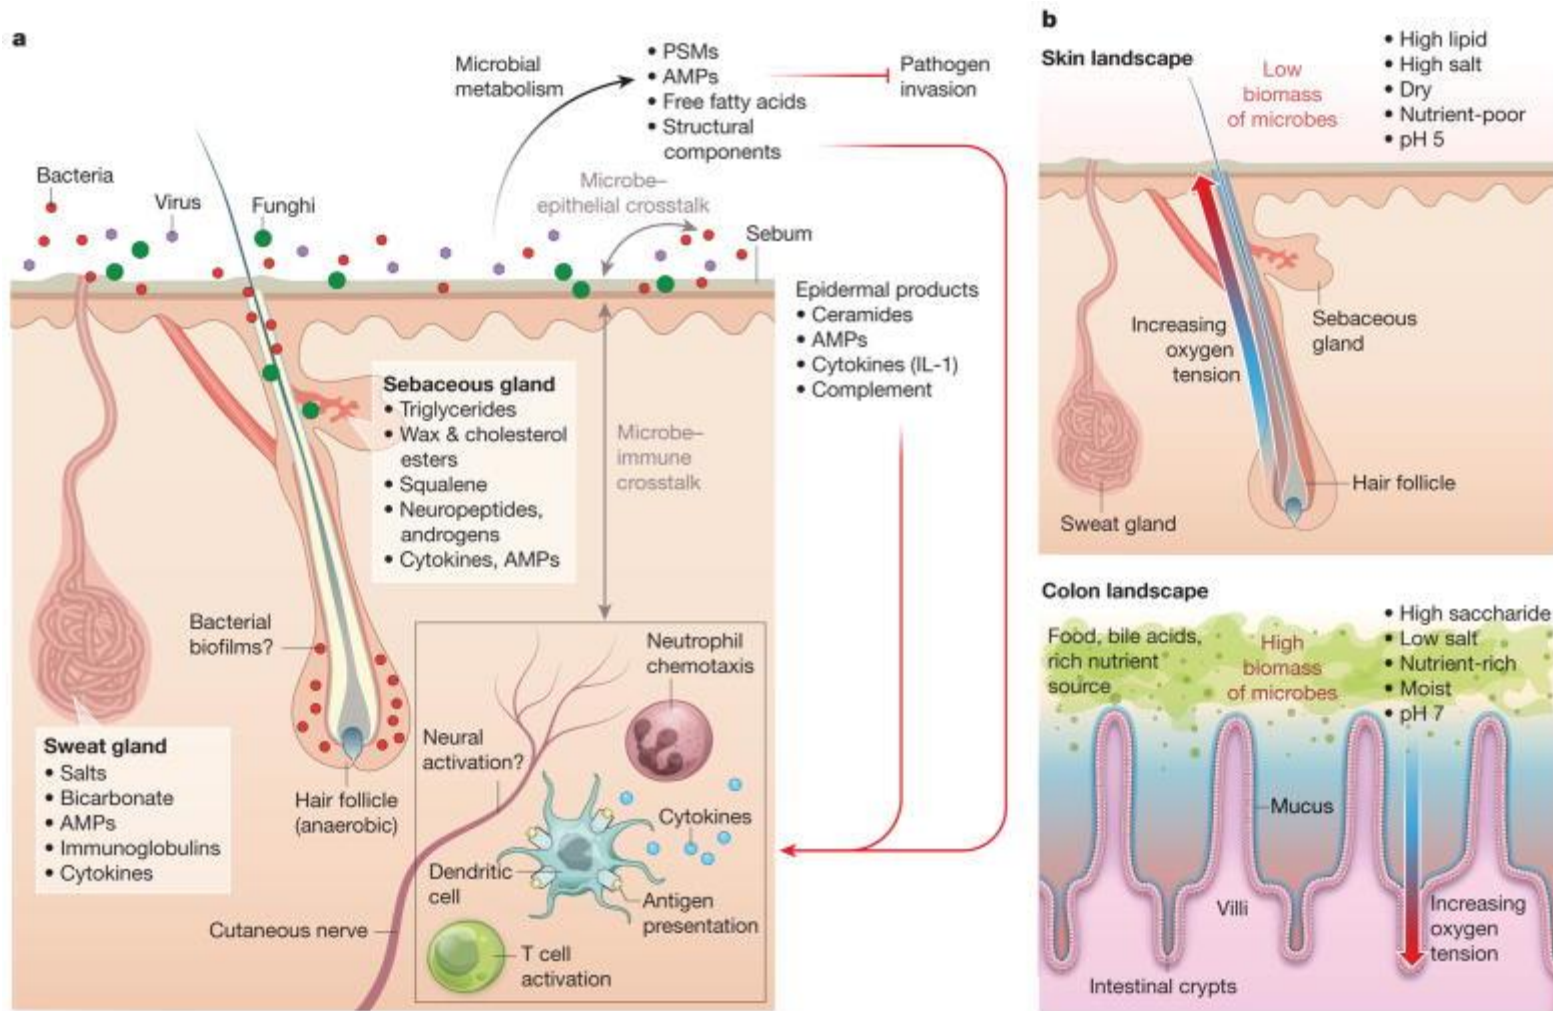 a
Microbial
metabolism
• PSMs
• AMPs
• Free fatty acids
• Structural
components
Pathogen
invasion
Bacteria
Virus
Funghi
Microbe–
epithelial crosstalk
Sebum
Epidermal products
• Ceramides
• AMPs
• Cytokines (IL-1)
• Complement
Sebaceous gland
• Triglycerides
• Wax & cholesterol
esters
• Squalene
• Neuropeptides,
androgens
• Cytokines, AMPs
Microbe–
immune
crosstalk
Bacterial
biofilms?
Sweat gland
• Salts
• Bicarbonate
• AMPs
• Immunoglobulins
• Cytokines
Hair follicle
(anaerobic)
Cutaneous nerve
Neutrophil
chemotaxis
Neural
activation?
Cytokines
Dendritic
cell
Antigen
presentation
T cell
activation
b
Skin landscape
Low
biomass
of microbes
• High lipid
• High salt
• Dry
• Nutrient-poor
• pH 5
Increasing
oxygen
tension
Sebaceous
gland
Hair follicle
Sweat gland
Colon landscape
Food, bile acids,
rich nutrient
source
High
biomass
of microbes
• High saccharide
• Low salt
• Nutrient-rich
• Moist
• pH 7
Mucus
Villi
Increasing
oxygen
tension
Intestinal crypts